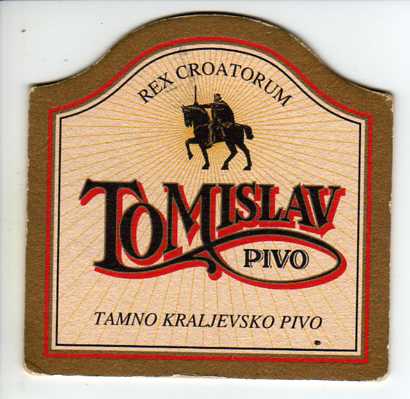 REX CROATORUM
TOMISLAV
PIVO
TAMNO KRALJEVSKO PIVO